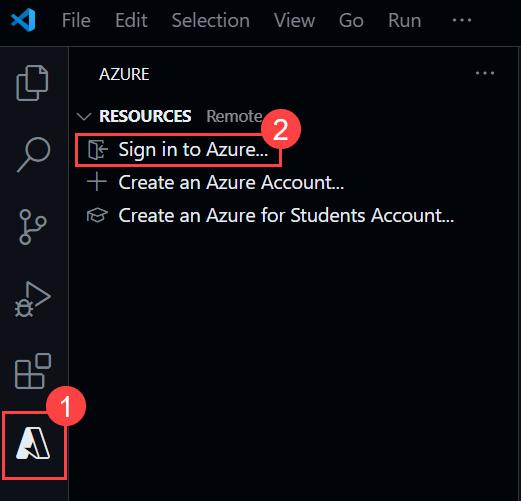 File Edit Selection View Go Run ...
AZURE ...
RESOURCES Remote
2
Sign in to Azure...
Create an Azure Account...
Create an Azure for Students Account...
1